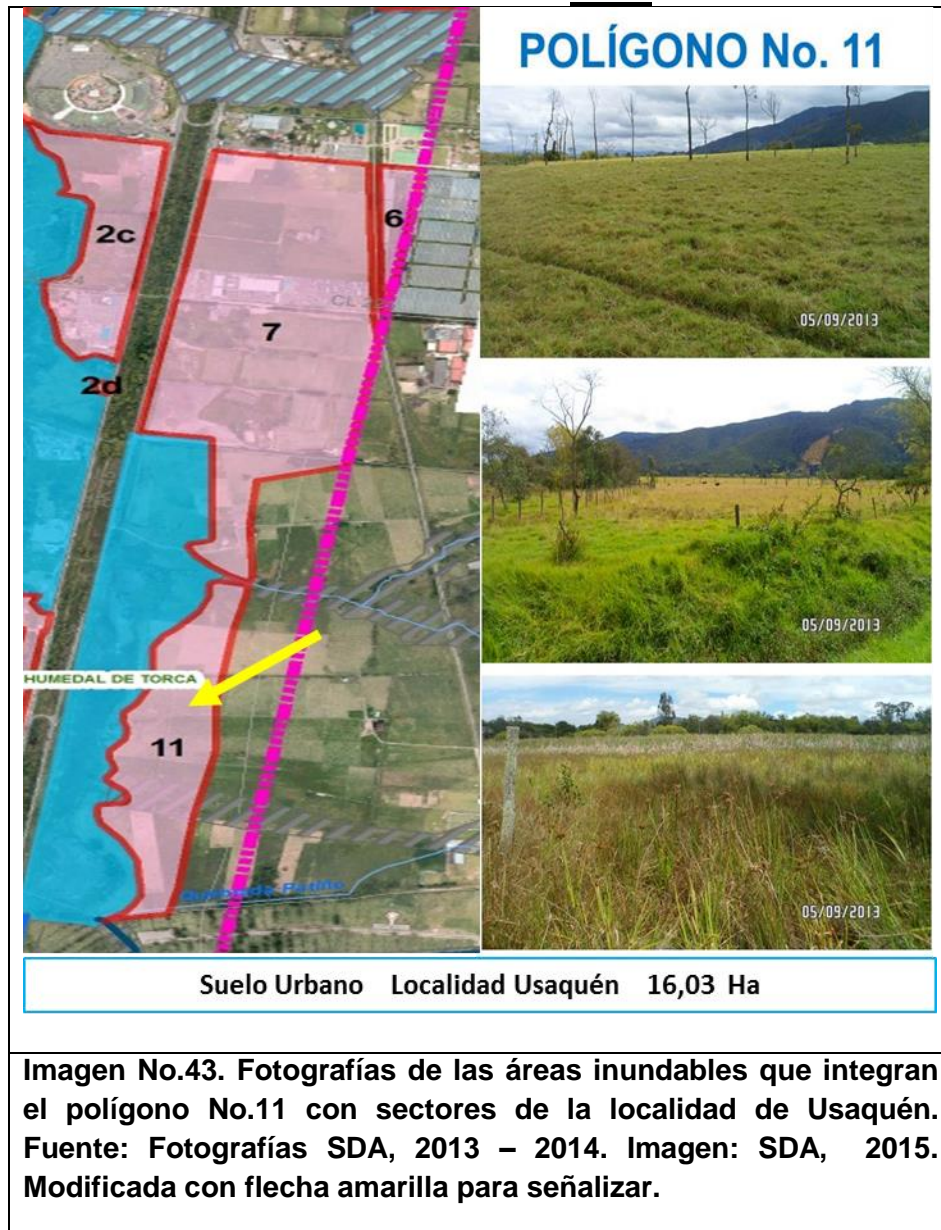 POLÍGONO No. 11
2c
6
7
2d
HUMEDAL DE TORCA
11
05/09/2013
05/09/2013
05/09/2013
Suelo Urbano Localidad Usaquén 16,03 Ha
Imagen No.43. Fotografías de las áreas inundables que integran
el polígono No.11 con sectores de la localidad de Usaquén.
Fuente: Fotografías SDA, 2013 – 2014. Imagen: SDA, 2015.
Modificada con flecha amarilla para señalizar.